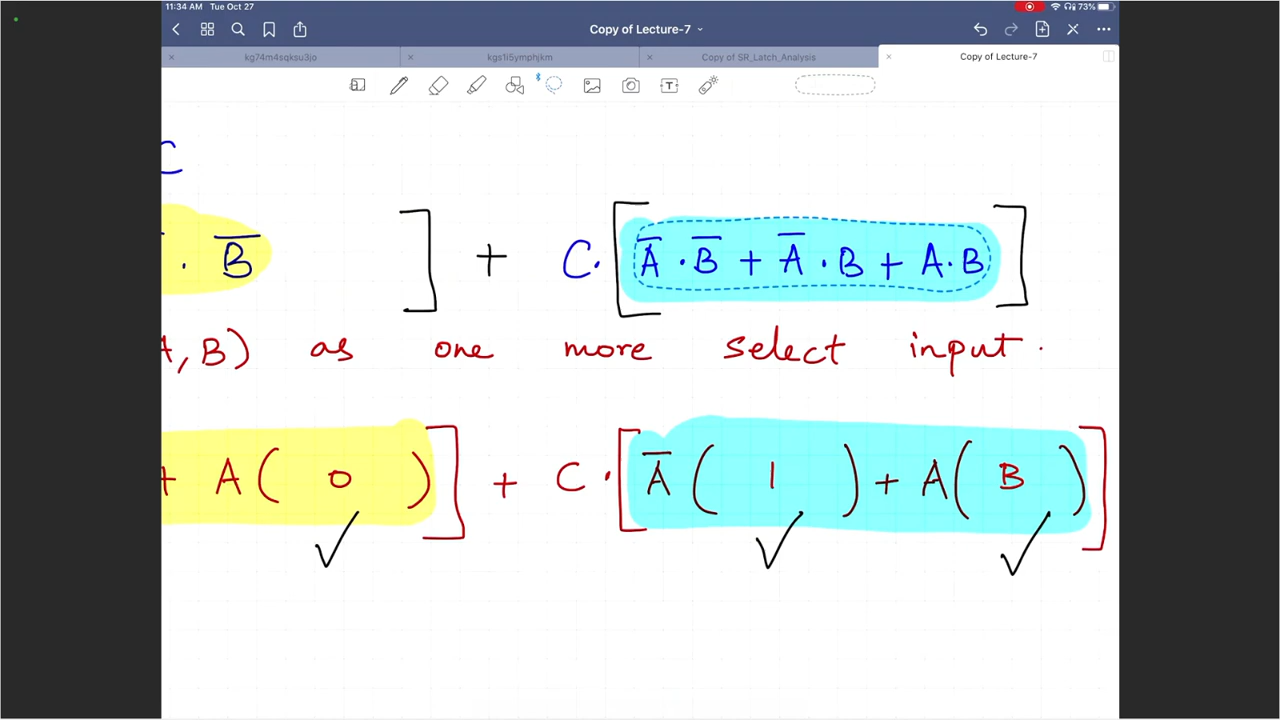 11:34 AM Tue Oct 27
73%
Copy of Lecture-7
kg74m4sqksu3jo
kgs1i5ymphjkm
Copy of SR_Latch_Analysis
Copy of Lecture-7
C
· B̅ ] + C· [ A̅ · B̅ + A̅ · B + A · B ]
A, B) as one more select input.
+ A ( 0 ) ] + C · [ A̅ ( 1 ) + A ( B ) ]